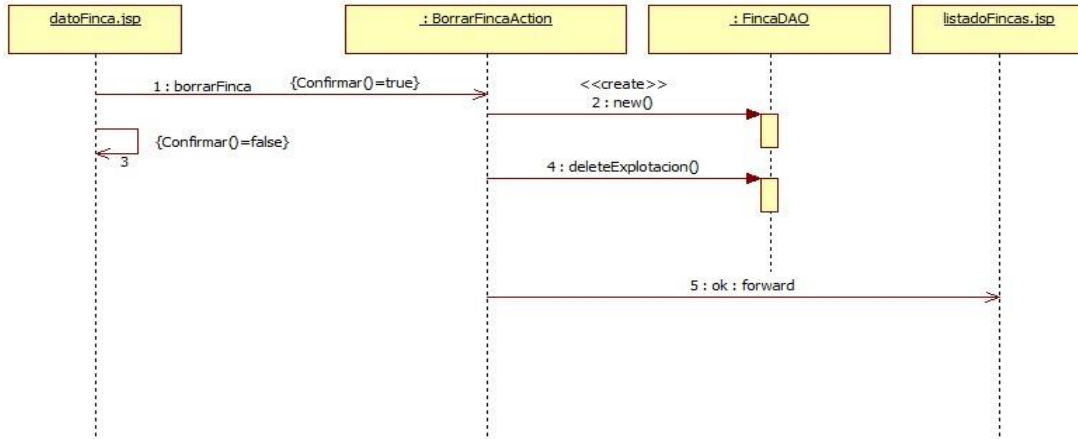 datoFinca.jsp
: BorrarFincaAction
: FincaDAO
listadoFincas.jsp
1 : borrarFinca
{Confirmar()=true}
<<create>>
2 : new()
{Confirmar()=false}
3
4 : deleteExplotacion()
5 : ok : forward